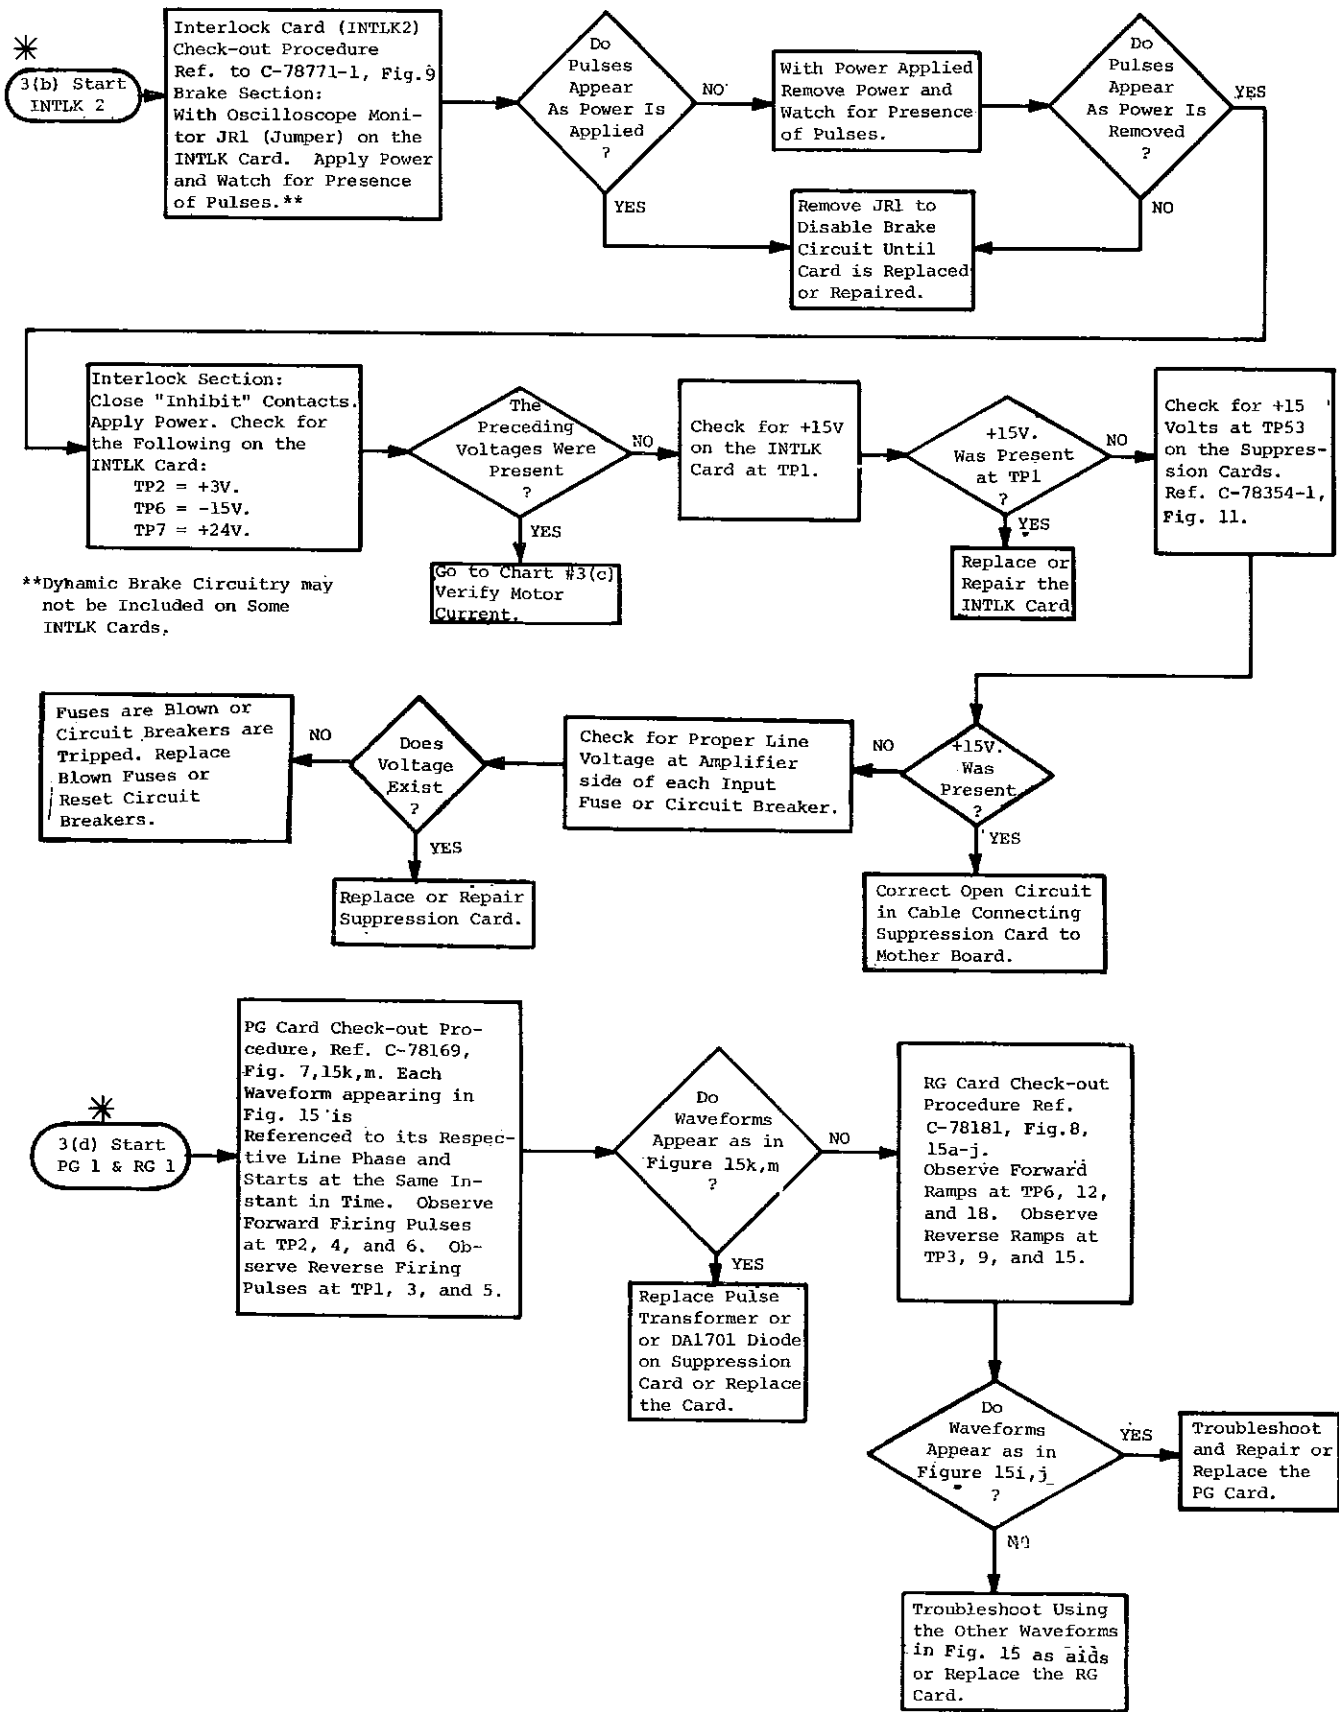 *
3(b) Start
INTLK 2
Interlock Card (INTLK2)
Check-out Procedure
Ref. to C-78771-1, Fig.9
Brake Section:
With Oscilloscope Moni-
tor JR1 (Jumper) on the
INTLK Card. Apply Power
and Watch for Presence
of Pulses.**
Do
Pulses
Appear
As Power Is
Applied
?
NO
YES
With Power Applied
Remove Power and
Watch for Presence
of Pulses.
Do
Pulses
Appear
As Power Is
Removed
?
YES
NO
Remove JR1 to
Disable Brake
Circuit Until
Card is Replaced
or Repaired.
Interlock Section:
Close "Inhibit" Contacts.
Apply Power. Check for
the Following on the
INTLK Card:
TP2 = +3V.
TP6 = -15V.
TP7 = +24V.
The
Preceding
Voltages Were
Present
?
NO
YES
Go to Chart #3(c)
Verify Motor
Current.
Check for +15V
on the INTLK
Card at TP1.
+15V.
Was Present
at TP1
?
NO
YES
Replace or
Repair the
INTLK Card
Check for +15
Volts at TP53
on the Suppres-
sion Cards.
Ref. C-78354-1,
Fig. 11.
**Dynamic Brake Circuitry may
not be Included on Some
INTLK Cards.
+15V.
Was
Present
?
NO
YES
Correct Open Circuit
in Cable Connecting
Suppression Card to
Mother Board.
Check for Proper Line
Voltage at Amplifier
side of each Input
Fuse or Circuit Breaker.
Does
Voltage
Exist
?
NO
YES
Fuses are Blown or
Circuit Breakers are
Tripped. Replace
Blown Fuses or
Reset Circuit
Breakers.
Replace or Repair
Suppression Card.
*
3(d) Start
PG 1 & RG 1
PG Card Check-out Pro-
cedure, Ref. C-78169,
Fig. 7,15k,m. Each
Waveform appearing in
Fig. 15 is
Referenced to its Respec-
tive Line Phase and
Starts at the Same In-
stant in Time. Observe
Forward Firing Pulses
at TP2, 4, and 6. Ob-
serve Reverse Firing
Pulses at TP1, 3, and 5.
Do
Waveforms
Appear as in
Figure 15k,m
?
NO
YES
Replace Pulse
Transformer or
or DA1701 Diode
on Suppression
Card or Replace
the Card.
RG Card Check-out
Procedure Ref.
C-78181, Fig.8,
15a-j.
Observe Forward
Ramps at TP6, 12,
and 18. Observe
Reverse Ramps at
TP3, 9, and 15.
Do
Waveforms
Appear as in
Figure 15i,j
?
YES
NO
Troubleshoot
and Repair or
Replace the
PG Card.
Troubleshoot Using
the Other Waveforms
in Fig. 15 as aids
or Replace the RG
Card.